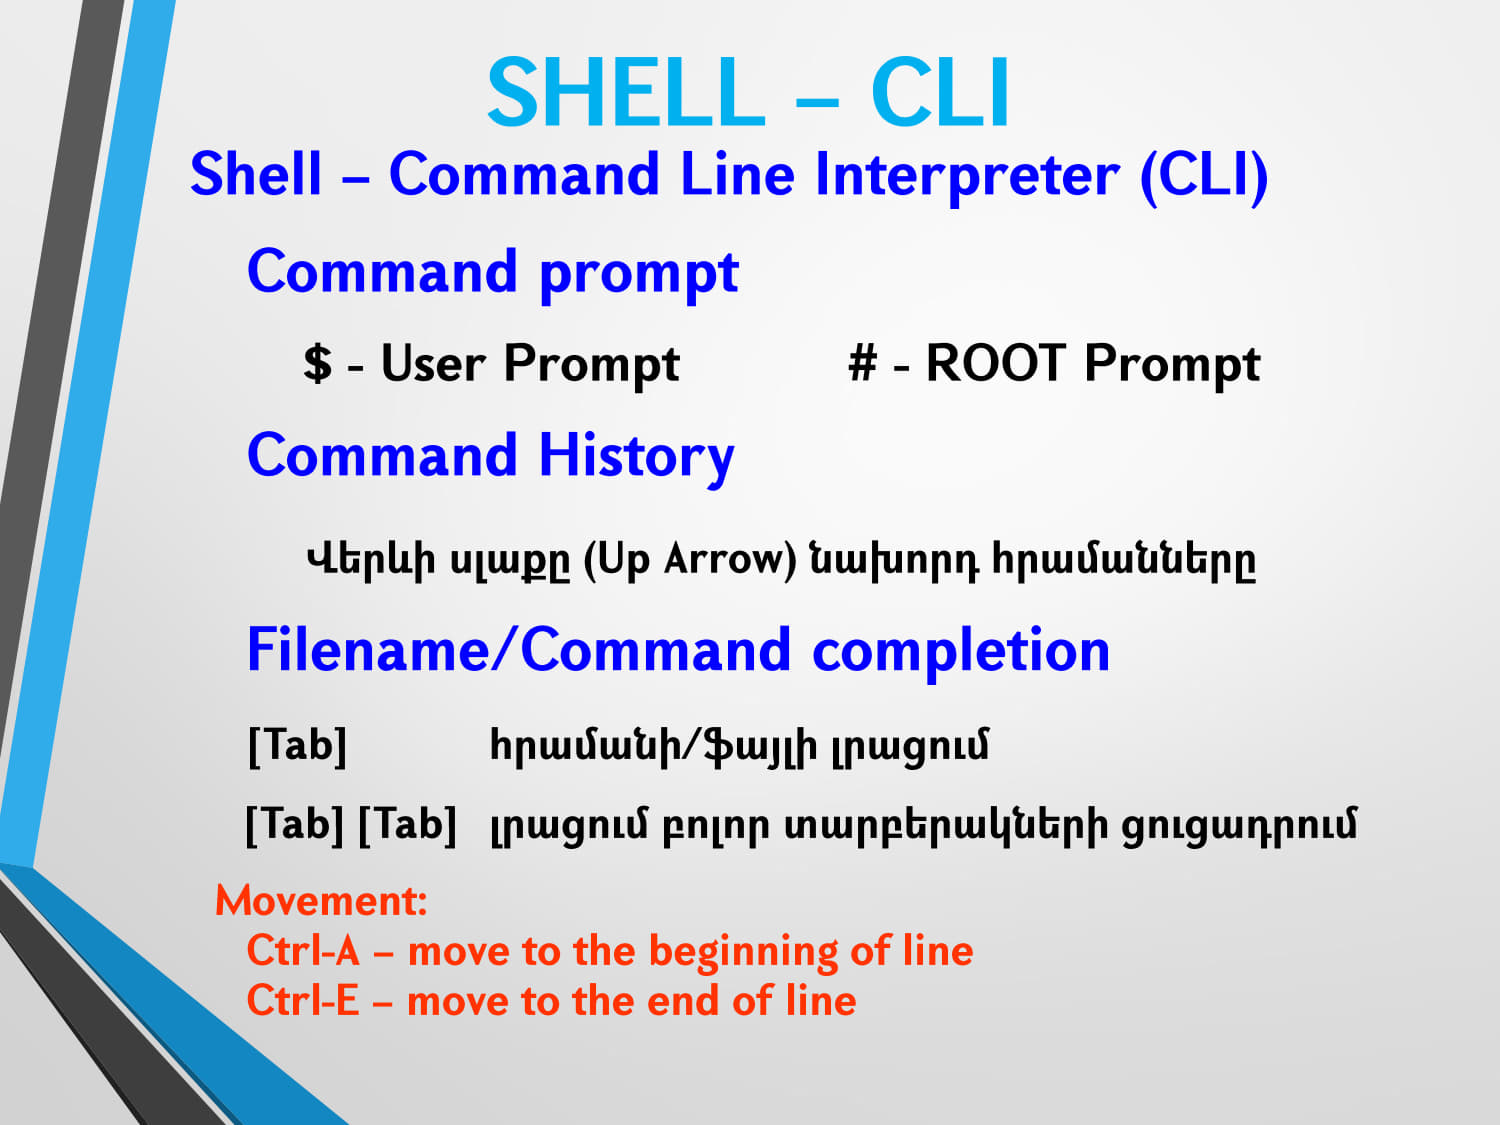 SHELL – CLI
Shell – Command Line Interpreter (CLI)
Command prompt
$ - User Prompt # - ROOT Prompt
Command History
Վերևի սլաքը (Up Arrow) նախորդ հրամանները
Filename/Command completion
[Tab] հրամանի/ֆայլի լրացում
[Tab] [Tab] լրացում բոլոր տարբերակների ցուցադրում
Movement:
Ctrl-A – move to the beginning of line
Ctrl-E – move to the end of line